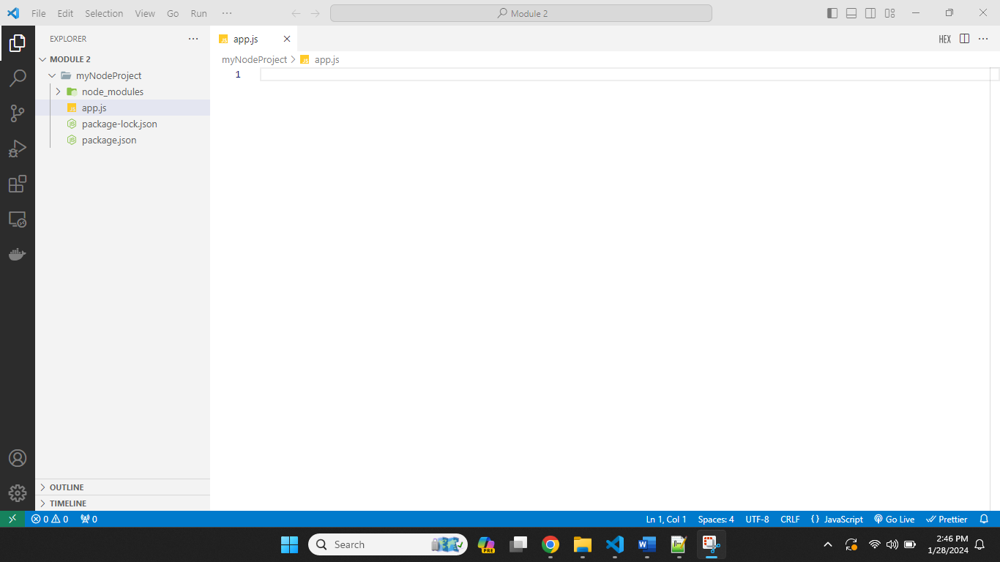 File Edit Selection View Go Run ··· Module 2
EXPLORER ···
app.js
HEX ···
MODULE 2
myNodeProject > app.js
myNodeProject
1
node_modules
app.js
package-lock.json
package.json
OUTLINE
TIMELINE
0 0 0 Ln 1, Col 1 Spaces: 4 UTF-8 CRLF {} JavaScript Go Live Prettier
Search
PRE
2:46 PM
1/28/2024